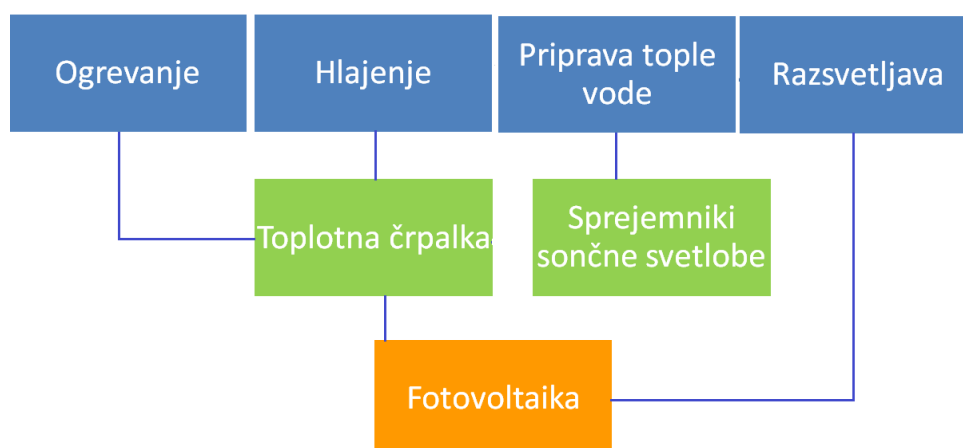 Ogrevanje
Hlajenje
Priprava tople
vode
Razsvetljava
Toplotna črpalka
Sprejemniki
sončne svetlobe
Fotovoltaika